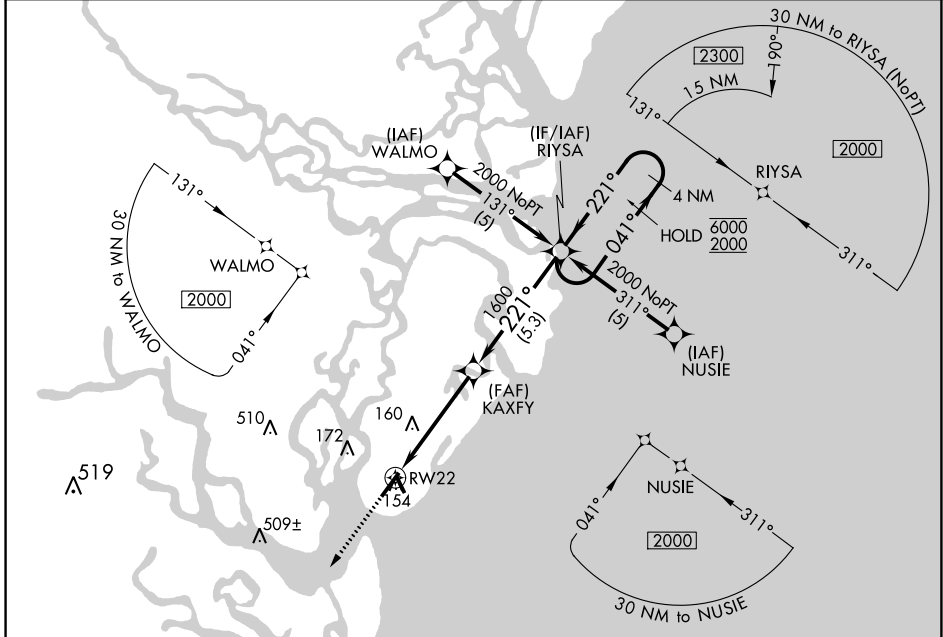 30 NM to RIYSA (NoPT)
2300
190°
15 NM
131°
2000
RIYSA
311°
(IAF)
WALMO
(IF/IAF)
RIYSA
2000 NoPT
131°
(5)
221°
041°
4 NM
HOLD
6000
2000
2000 NoPT
311°
(5)
(IAF)
NUSIE
131°
WALMO
30 NM to WALMO
2000
041°
1600
221°
(5.3)
(FAF)
KAXFY
510
172
160
519
509±
RW22
154
NUSIE
041°
311°
2000
30 NM to NUSIE